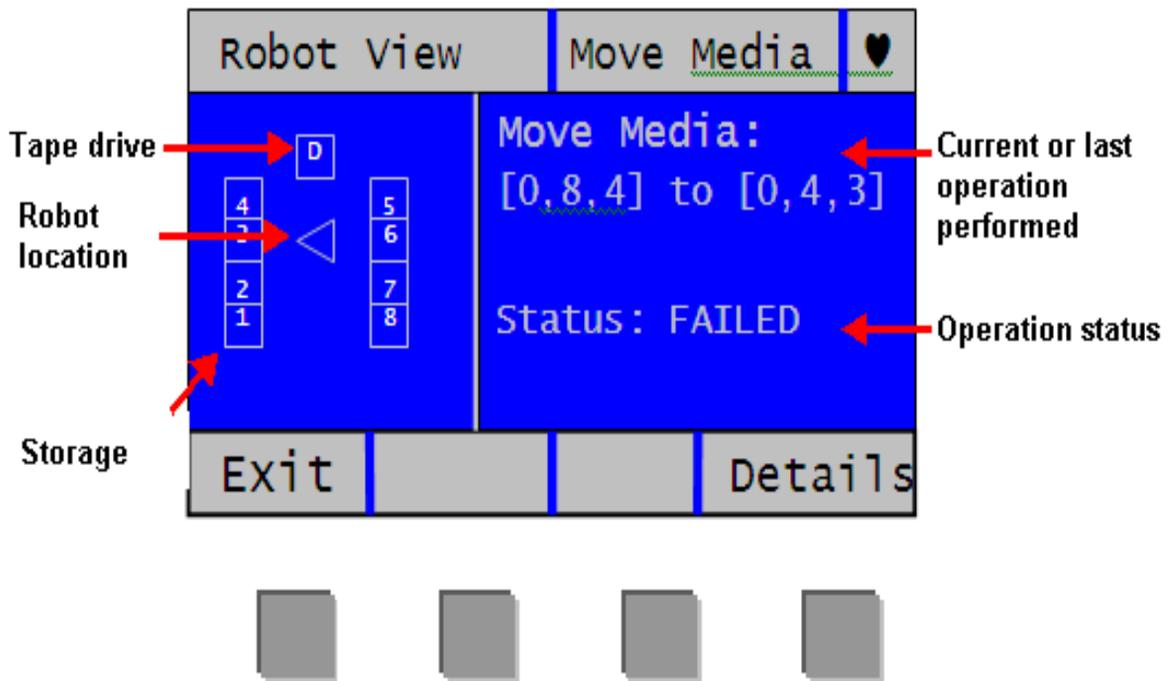 Robot View
Move Media ♥
Tape drive
D
Robot
location
4
3
2
1
5
6
7
8
Storage
Move Media:
[0,8,4] to [0,4,3]
Status: FAILED
Current or last
operation
performed
Operation status
Exit
Details